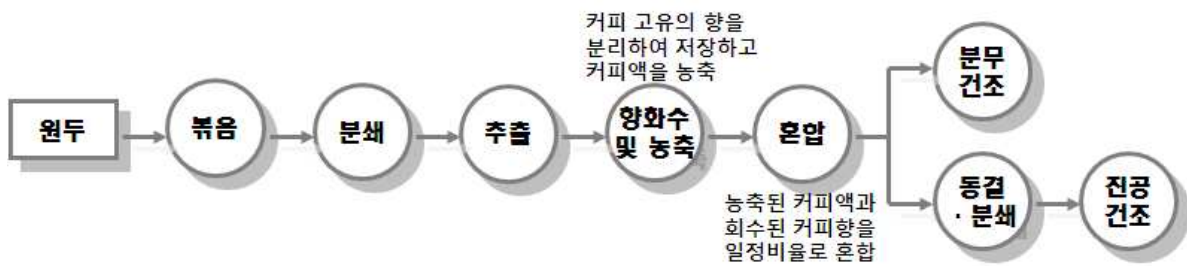 커피 고유의 향을
분리하여 저장하고
커피액을 농축
원두
볶음
분쇄
추출
향화수
및 농축
혼합
농축된 커피액과
회수된 커피향을
일정비율로 혼합
분무
건조
동결
· 분쇄
진공
건조